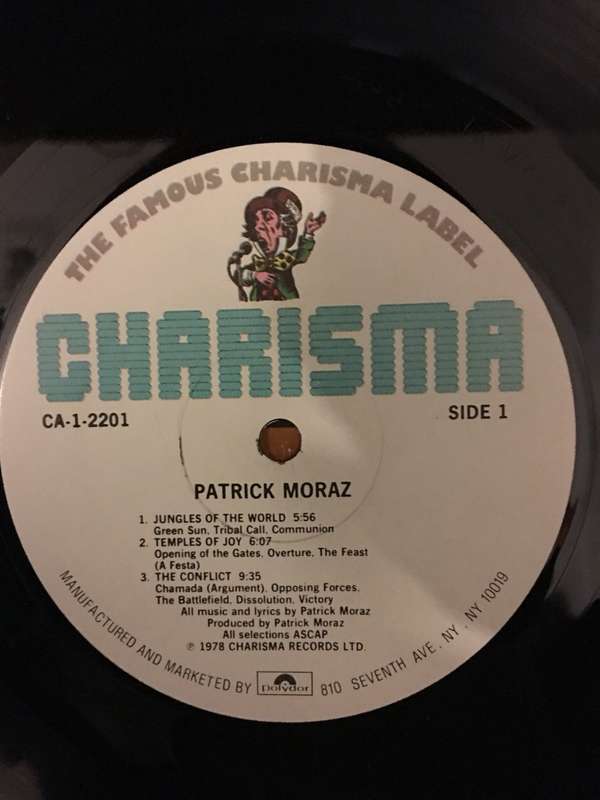 THE FAMOUS CHARISMA LABEL
CHARISMA
CA-1-2201
SIDE 1
PATRICK MORAZ
1. JUNGLES OF THE WORLD 5:56
Green Sun, Tribal Call, Communion
2. TEMPLES OF JOY 6:07
Opening of the Gates, Overture, The Feast
(A Festa)
3. THE CONFLICT 9:35
Chamada (Argument), Opposing Forces,
The Battlefield, Dissolution, Victory
All music and lyrics by Patrick Moraz
Produced by Patrick Moraz
All selections ASCAP
℗ 1978 CHARISMA RECORDS LTD.
MANUFACTURED AND MARKETED BY polydor 810 SEVENTH AVE. NY . NY 10019